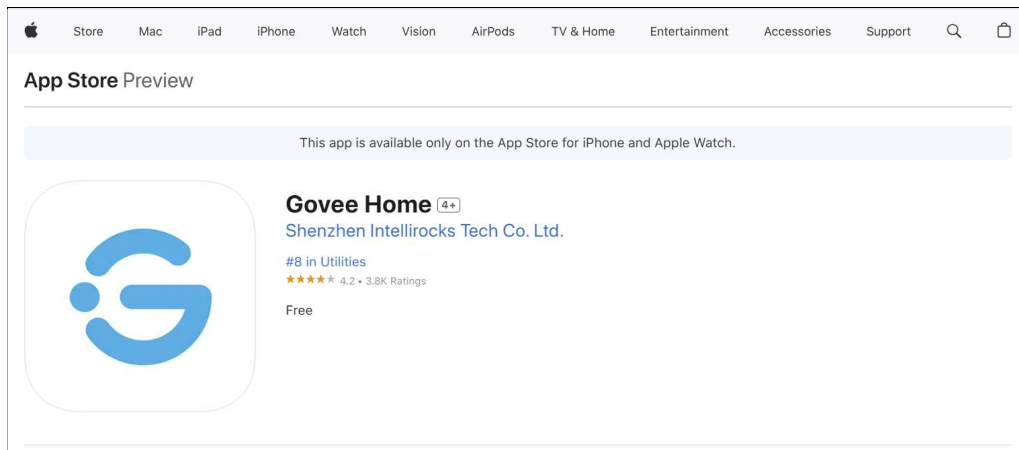 Store Mac iPad iPhone Watch Vision AirPods TV & Home Entertainment Accessories Support
App Store Preview
This app is available only on the App Store for iPhone and Apple Watch.
Govee Home 4+
Shenzhen Intellirocks Tech Co. Ltd.
#8 in Utilities
★★★★★ 4.2 • 3.8K Ratings
Free